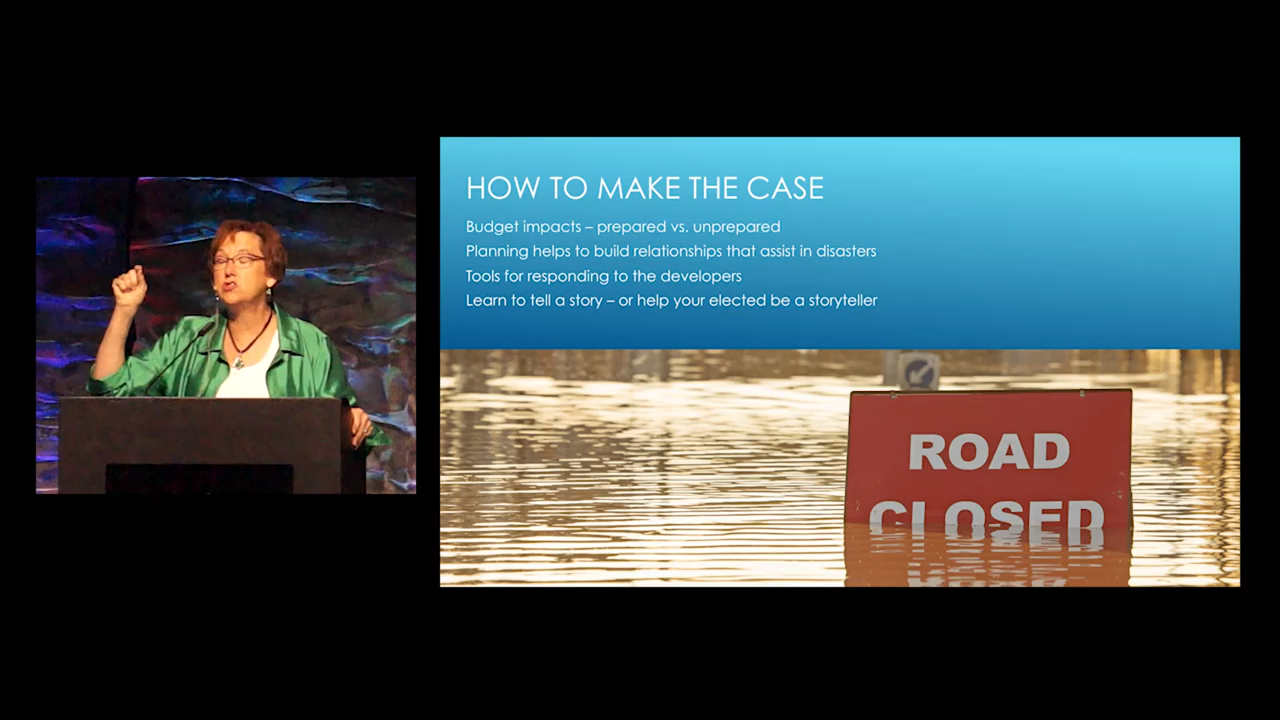 HOW TO MAKE THE CASE
Budget impacts – prepared vs. unprepared
Planning helps to build relationships that assist in disasters
Tools for responding to the developers
Learn to tell a story – or help your elected be a storyteller
ROAD
CLOSED